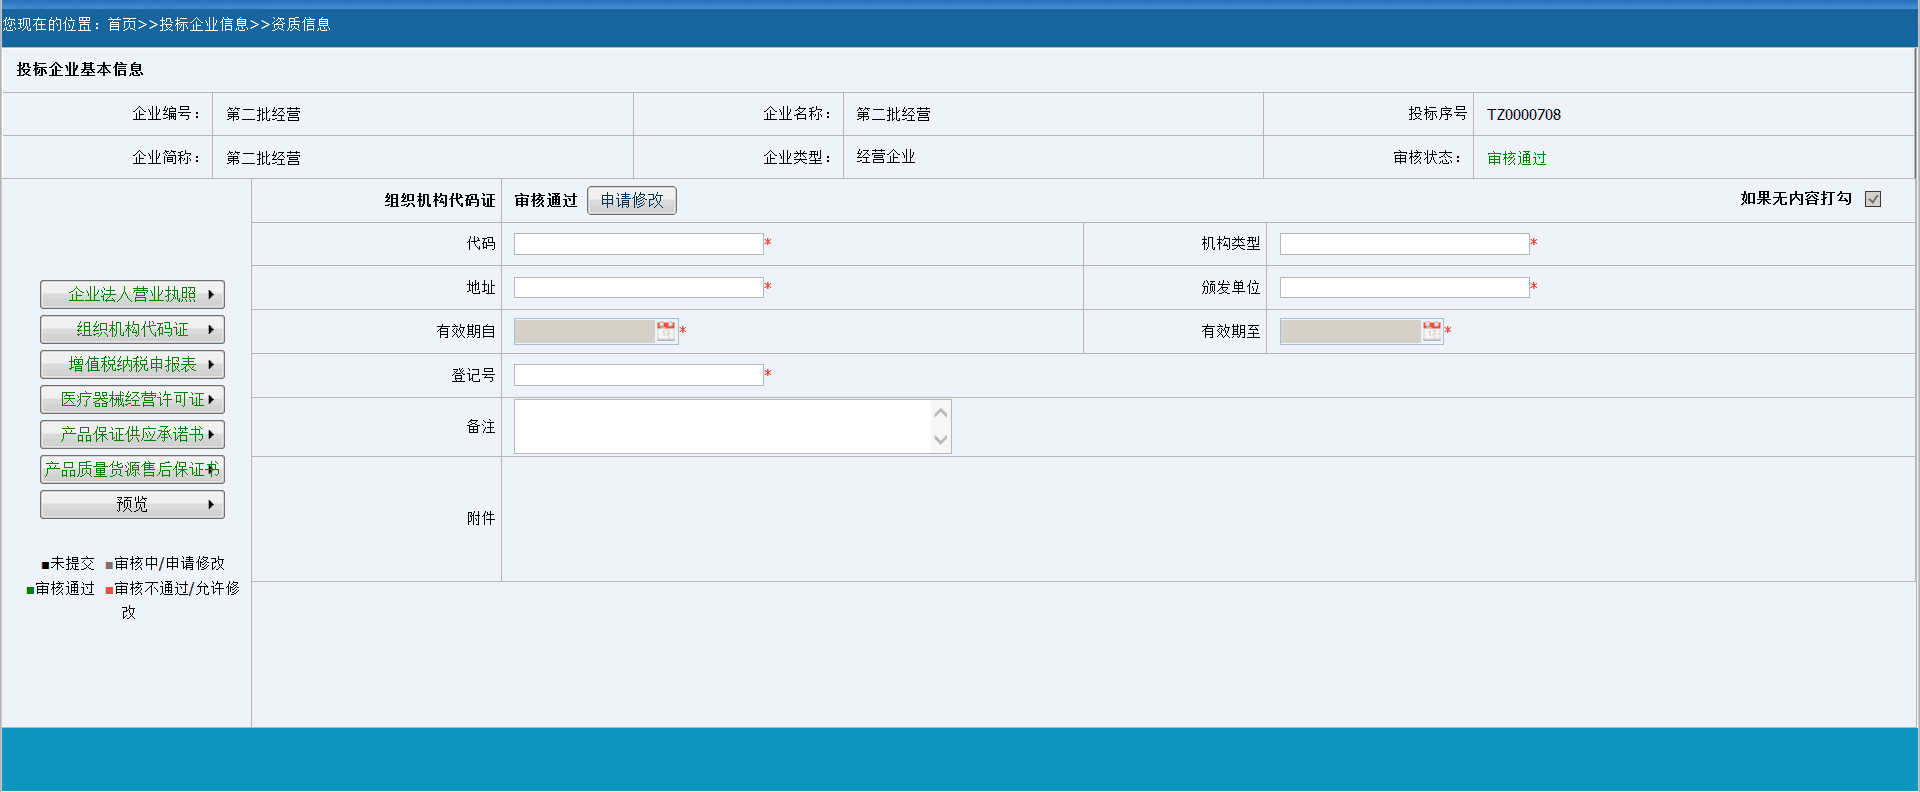 您现在的位置：首页>>投标企业信息>>资质信息
投标企业基本信息
企业编号： 第二批经营 企业名称： 第二批经营 投标序号 TZ0000708
企业简称： 第二批经营 企业类型： 经营企业 审核状态： 审核通过
组织机构代码证 审核通过 申请修改 如果无内容打勾
代码 * 机构类型 *
地址 * 颁发单位 *
有效期自 * 有效期至 *
登记号 *
备注
附件
企业法人营业执照
组织机构代码证
增值税纳税申报表
医疗器械经营许可证
产品保证供应承诺书
产品质量货源售后保证书
预览
■未提交 ■审核中/申请修改
■审核通过 ■审核不通过/允许修
改